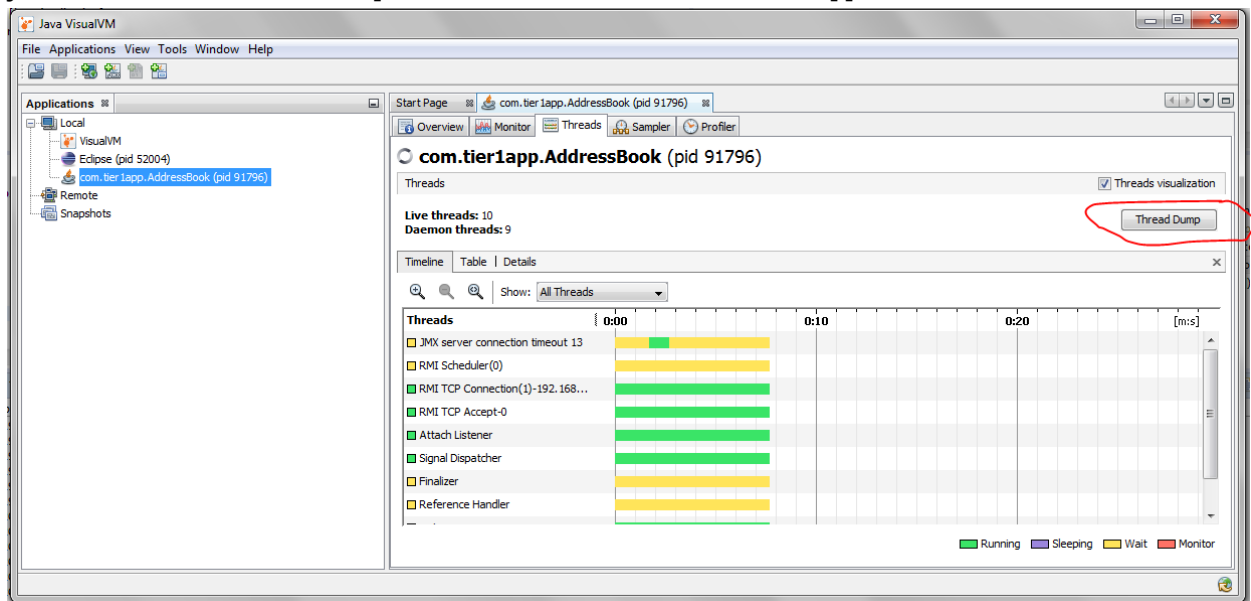 Java VisualVM
File Applications View Tools Window Help
Applications
Start Page com.tier1app.AddressBook (pid 91796)
Local
VisualVM
Eclipse (pid 52004)
com.tier1app.AddressBook (pid 91796)
Remote
Snapshots
Overview Monitor Threads Sampler Profiler
com.tier1app.AddressBook (pid 91796)
Threads Threads visualization
Live threads: 10
Daemon threads: 9
Thread Dump
Timeline Table | Details
Show: All Threads
Threads 0:00 0:10 0:20 [m:s]
JMX server connection timeout 13
RMI Scheduler(0)
RMI TCP Connection(1)-192.168...
RMI TCP Accept-0
Attach Listener
Signal Dispatcher
Finalizer
Reference Handler
Running Sleeping Wait Monitor